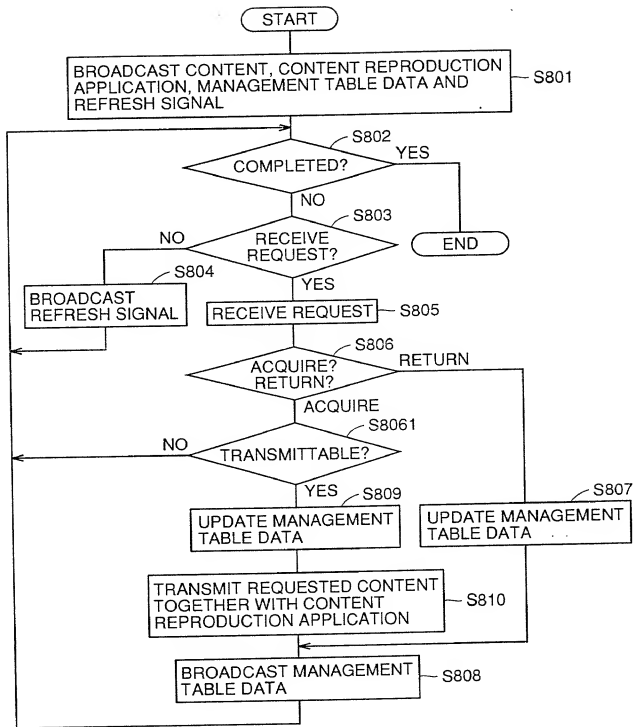 START
BROADCAST CONTENT, CONTENT REPRODUCTION
APPLICATION, MANAGEMENT TABLE DATA AND
REFRESH SIGNAL
S801
S802
COMPLETED?
YES
NO
S803
NO
RECEIVE
REQUEST?
END
S804
YES
BROADCAST
REFRESH SIGNAL
RECEIVE REQUEST
S805
S806
ACQUIRE?
RETURN?
RETURN
ACQUIRE
S8061
NO
TRANSMITTABLE?
YES
S809
S807
UPDATE MANAGEMENT
TABLE DATA
UPDATE MANAGEMENT
TABLE DATA
TRANSMIT REQUESTED CONTENT
TOGETHER WITH CONTENT
REPRODUCTION APPLICATION
S810
BROADCAST MANAGEMENT
TABLE DATA
S808